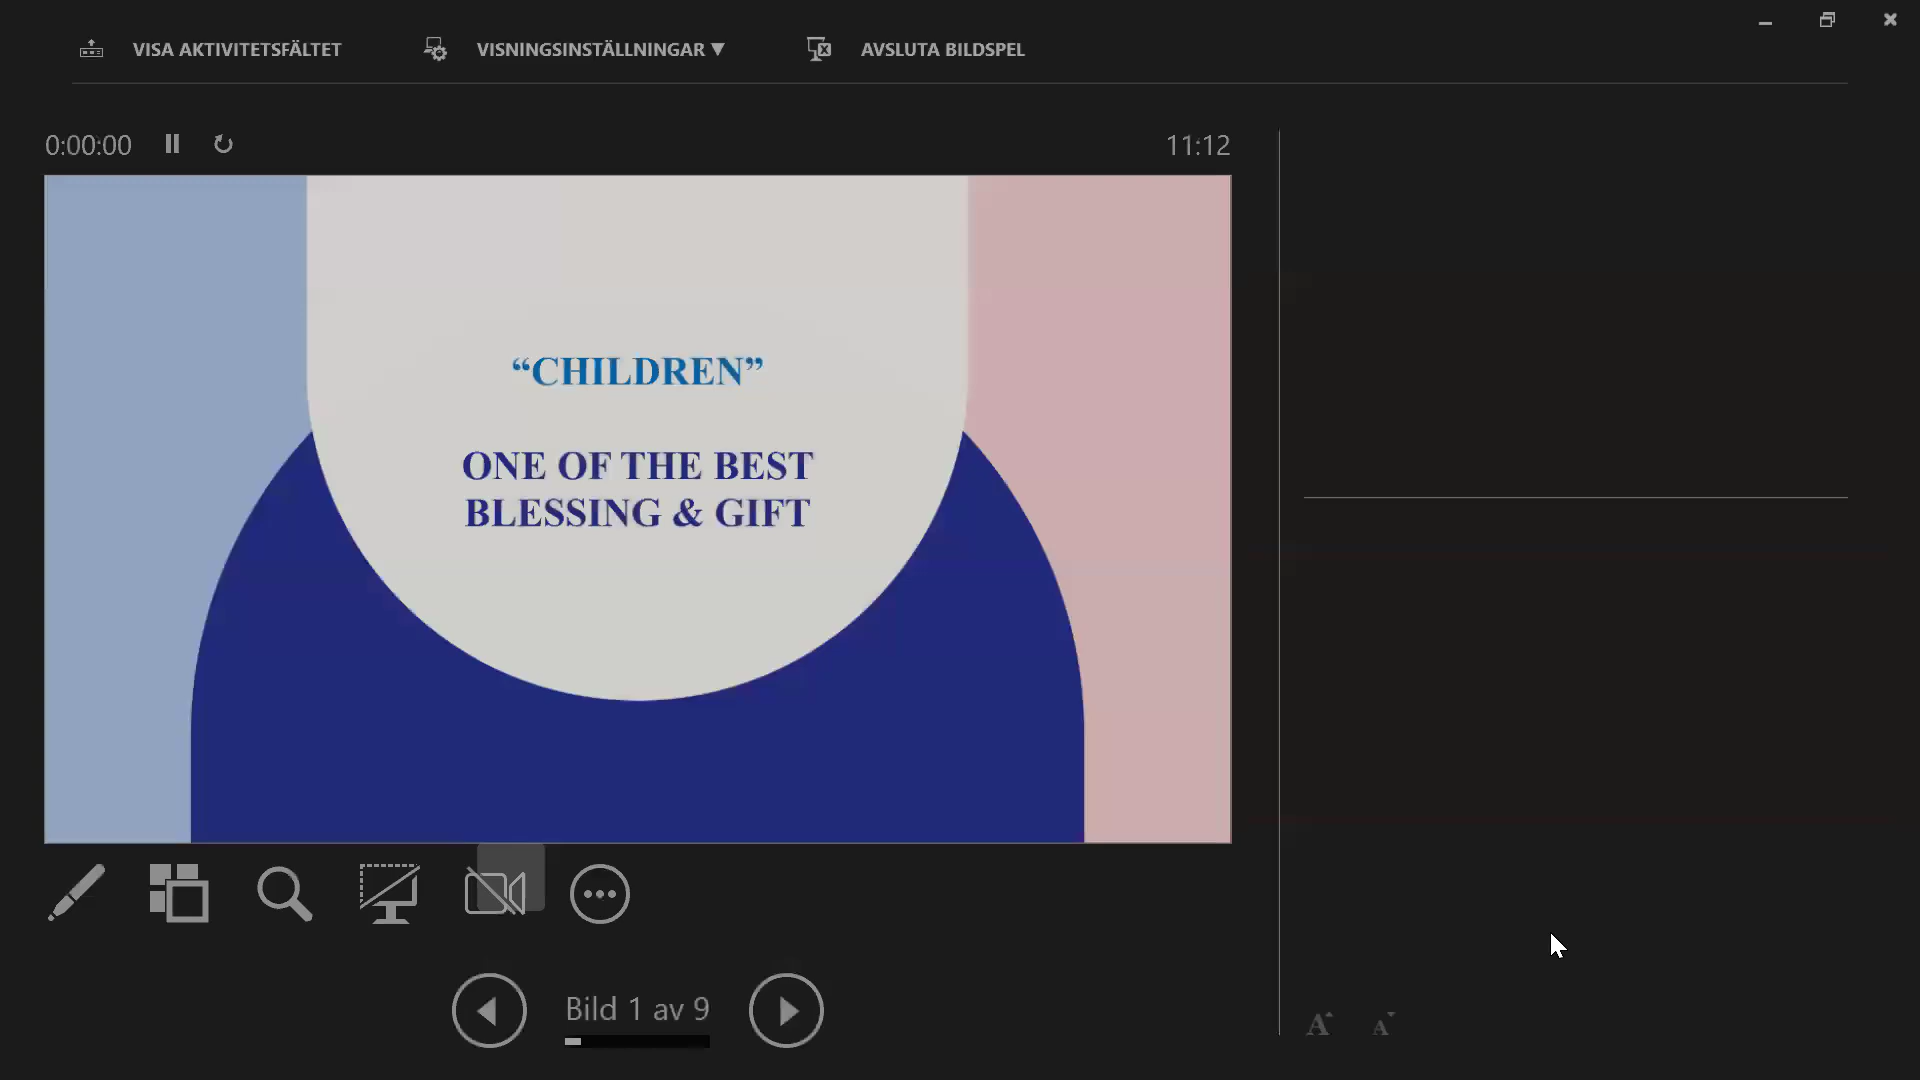 VISA AKTIVITETSFÄLTET
VISNINGSINSTÄLLNINGAR ▼
AVSLUTA BILDSPEL
0:00:00
11:12
“CHILDREN”
ONE OF THE BEST
BLESSING & GIFT
Bild 1 av 9
A
A